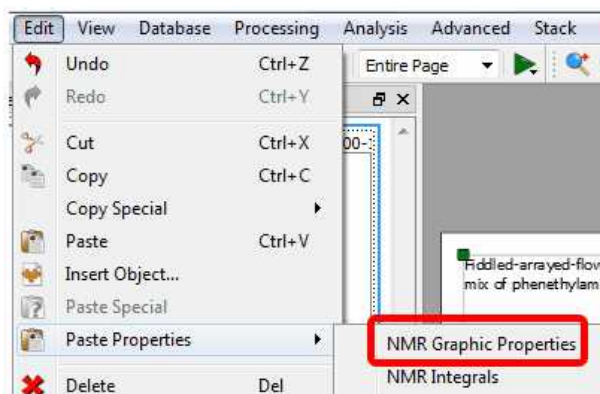 Edit View Database Processing Analysis Advanced Stack
Undo Ctrl+Z
Entire Page
Redo Ctrl+Y
Cut Ctrl+X
00-
Copy Ctrl+C
Copy Special
Paste Ctrl+V
Insert Object...
Fiddled-arrayed-flow
mix of phenethylam
Paste Special
Paste Properties
NMR Graphic Properties
NMR Integrals
Delete Del